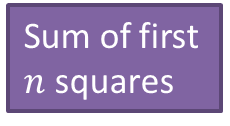 Sum of first
n squares